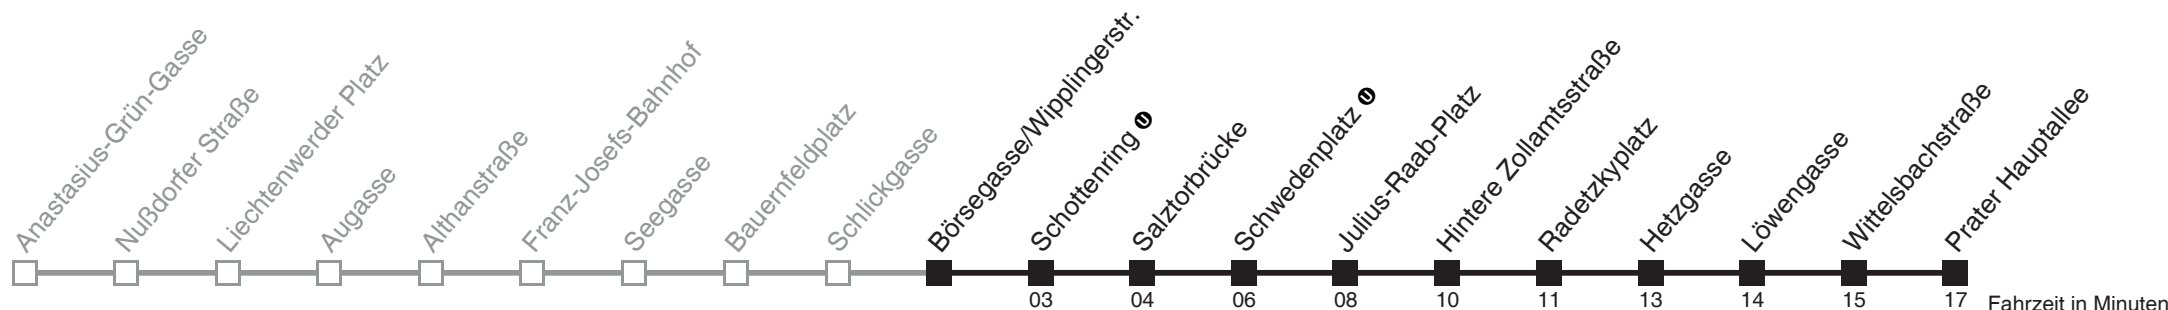 Anastasius-Grün-Gasse
Nußdorfer Straße
Liechtenwerder Platz
Augasse
Althanstraße
Franz-Josefs-Bahnhof
Seegasse
Bauernfeldplatz
Schlickgasse
Börsegasse/Wipplingerstr.
Schottenring U
Salztorbrücke
Schwedenplatz U
Julius-Raab-Platz
Hintere Zollamtsstraße
Radetzkyplatz
Hetzgasse
Löwengasse
Wittelsbachstraße
Prater Hauptallee
03 04 06 08 10 11 13 14 15 17 Fahrzeit in Minuten